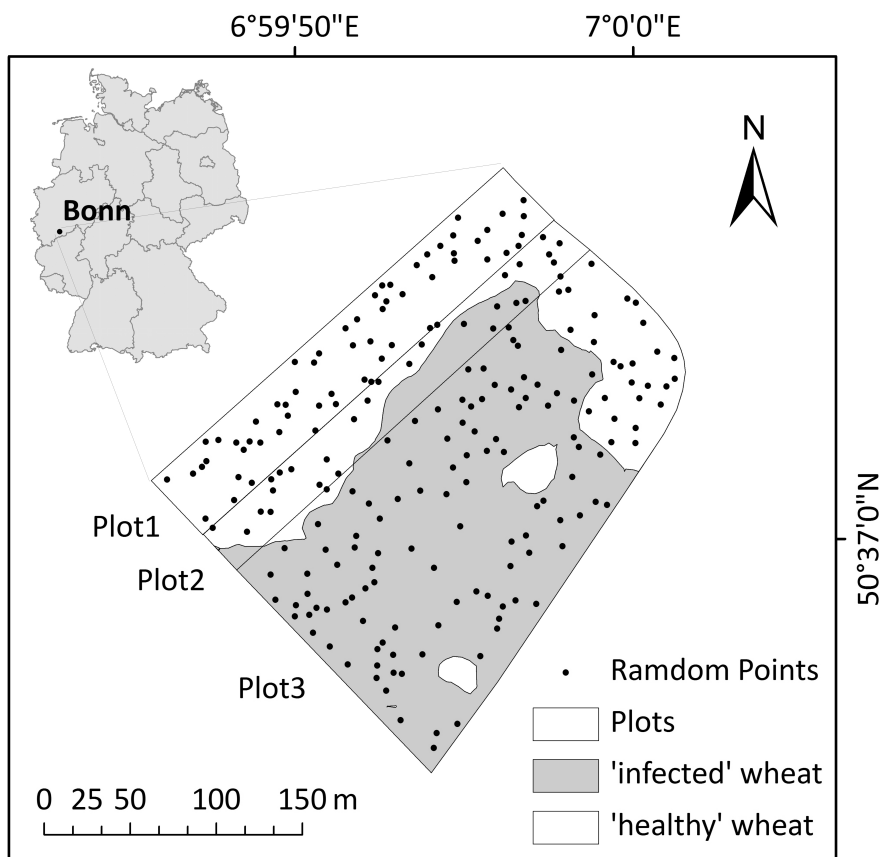 6°59'50"E 7°0'0"E
N
Bonn
Plot1
Plot2
50°37'0"N
Plot3
Ramdom Points
Plots
'infected' wheat
'healthy' wheat
0 25 50 100 150 m